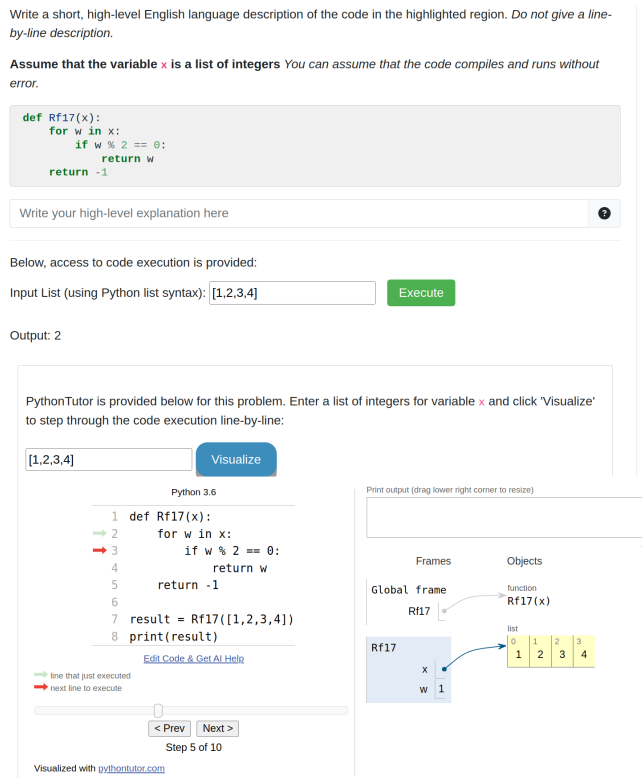 Write a short, high-level English language description of the code in the highlighted region. Do not give a line-
by-line description.
Assume that the variable x is a list of integers You can assume that the code compiles and runs without
error.
def Rf17(x):
    for w in x:
        if w % 2 == 0:
            return w
    return -1
Write your high-level explanation here
?
Below, access to code execution is provided:
Input List (using Python list syntax): [1,2,3,4] Execute
Output: 2
PythonTutor is provided below for this problem. Enter a list of integers for variable x and click 'Visualize'
to step through the code execution line-by-line:
[1,2,3,4] Visualize
Python 3.6
1 def Rf17(x):
2     for w in x:
3         if w % 2 == 0:
4             return w
5     return -1
6
7 result = Rf17([1,2,3,4])
8 print(result)
Edit Code & Get AI Help
line that just executed
next line to execute
< Prev Next >
Step 5 of 10
Visualized with pythontutor.com
Print output (drag lower right corner to resize)
Frames Objects
Global frame
Rf17
function
Rf17(x)
list
0 1 2 3
1 2 3 4
Rf17
x
w 1